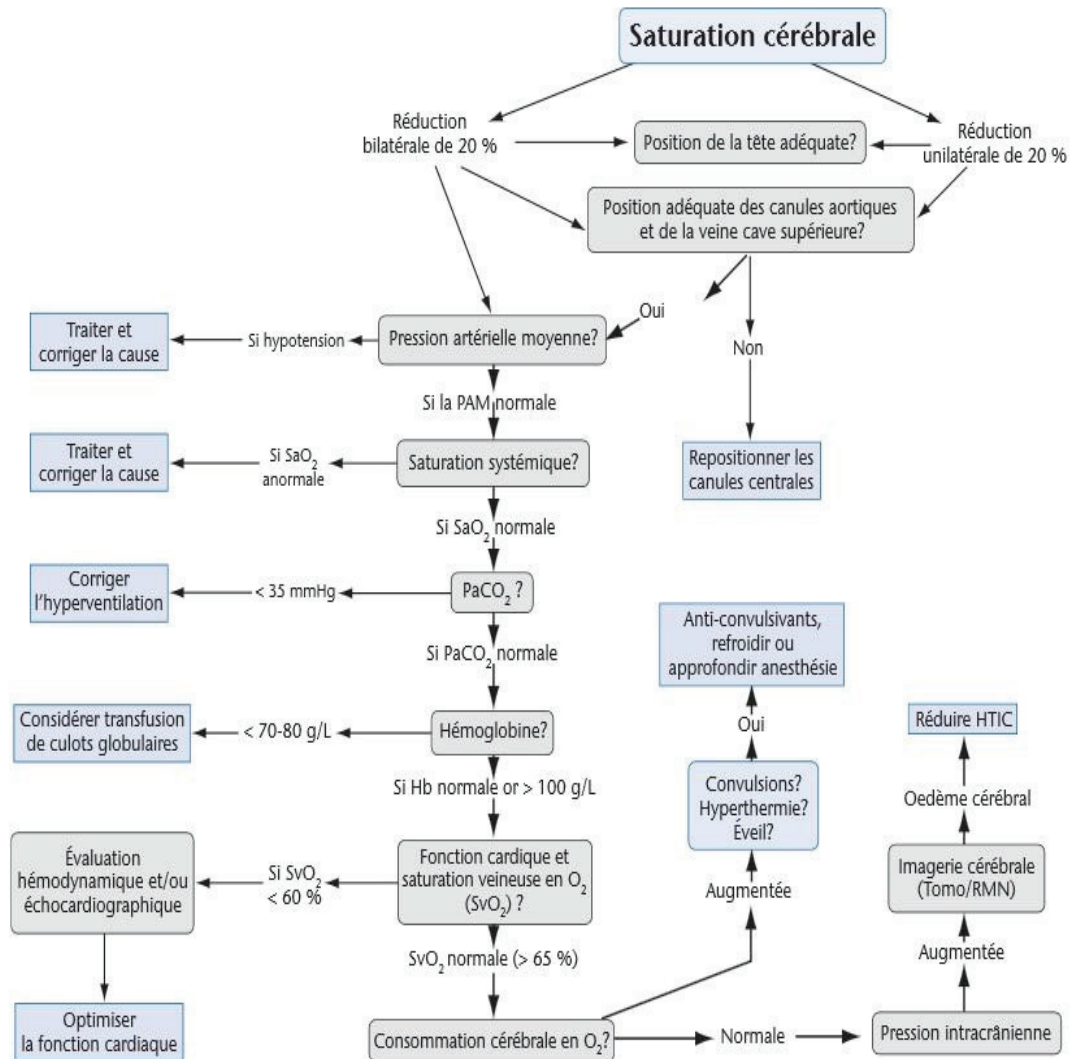 Saturation cérébrale
Réduction
bilatérale de 20 %
Position de la tête adéquate?
Réduction
unilatérale de 20 %
Position adéquate des canules aortiques
et de la veine cave supérieure?
Oui
Non
Traiter et
corriger la cause
Si hypotension
Pression artérielle moyenne?
Si la PAM normale
Repositionner les
canules centrales
Traiter et
corriger la cause
Si SaO₂
anormale
Saturation systémique?
Si SaO₂ normale
Corriger
l'hyperventilation
< 35 mmHg
PaCO₂ ?
Si PaCO₂ normale
Anti-convulsivants,
refroidir ou
approfondir anesthésie
Oui
Considérer transfusion
de culots globulaires
< 70-80 g/L
Hémoglobine?
Si Hb normale or > 100 g/L
Convulsions?
Hyperthermie?
Éveil?
Augmentée
Réduire HTIC
Oedème cérébral
Imagerie cérébrale
(Tomo/RMN)
Augmentée
Évaluation
hémodynamique et/ou
échocardiographique
Si SvO₂
< 60 %
Fonction cardique et
saturation veineuse en O₂
(SvO₂) ?
SvO₂ normale (> 65 %)
Optimiser
la fonction cardiaque
Consommation cérébrale en O₂?
Normale
Pression intracrânienne